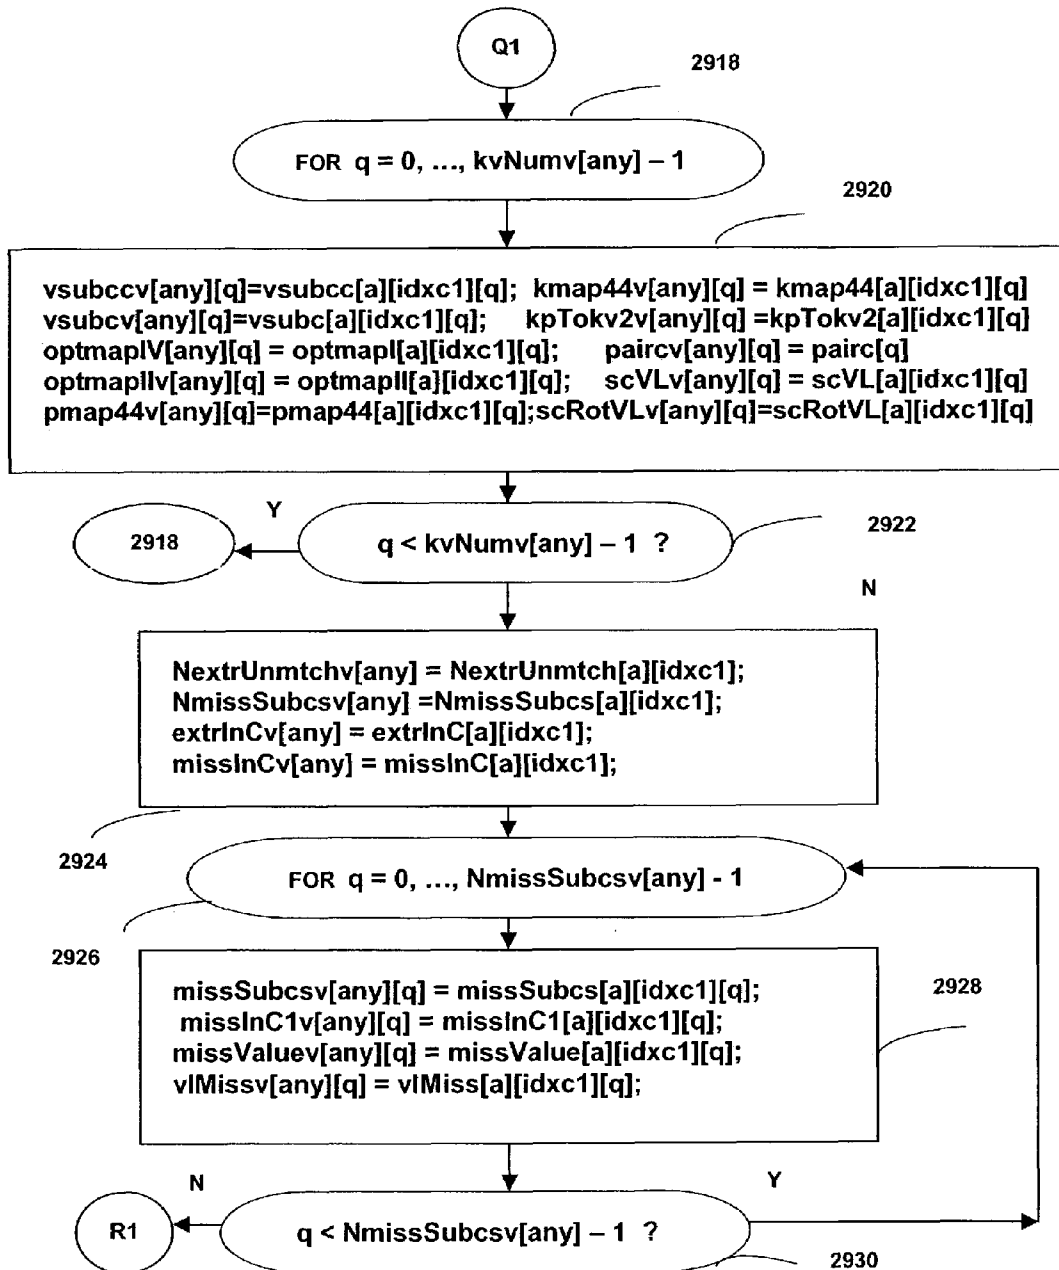 Q1
2918
FOR q = 0, ..., kvNumv[any] – 1
2920
vsubccv[any][q]=vsubcc[a][idxc1][q]; kmap44v[any][q] = kmap44[a][idxc1][q]
vsubcv[any][q]=vsubc[a][idxc1][q]; kpTokv2v[any][q] =kpTokv2[a][idxc1][q]
optmapIV[any][q] = optmapI[a][idxc1][q]; paircv[any][q] = pairc[q]
optmapIIv[any][q] = optmapII[a][idxc1][q]; scVLv[any][q] = scVL[a][idxc1][q]
pmap44v[any][q]=pmap44[a][idxc1][q];scRotVLv[any][q]=scRotVL[a][idxc1][q]
Y
2918
q < kvNumv[any] – 1 ?
2922
N
NextrUnmtchv[any] = NextrUnmtch[a][idxc1];
NmissSubcsv[any] =NmissSubcs[a][idxc1];
extrInCv[any] = extrInC[a][idxc1];
missInCv[any] = missInC[a][idxc1];
2924
FOR q = 0, ..., NmissSubcsv[any] - 1
2926
missSubcsv[any][q] = missSubcs[a][idxc1][q];
missInC1v[any][q] = missInC1[a][idxc1][q];
missValuev[any][q] = missValue[a][idxc1][q];
vlMissv[any][q] = vlMiss[a][idxc1][q];
2928
N
Y
R1
q < NmissSubcsv[any] – 1 ?
2930